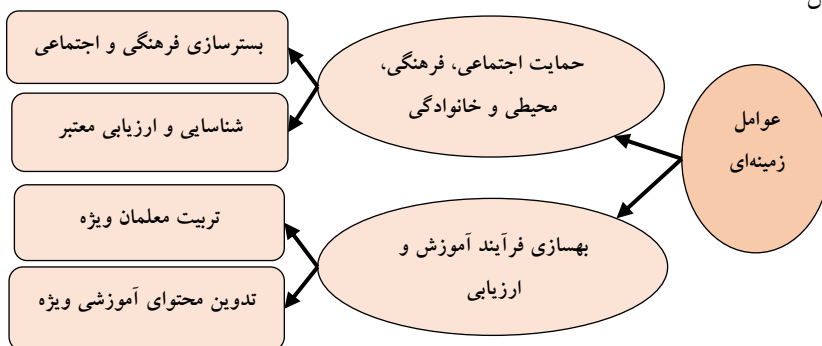 عوامل
زمینه‌ای
حمایت اجتماعی، فرهنگی،
محیطی و خانوادگی
بسترسازی فرهنگی و اجتماعی
شناسایی و ارزیابی معتبر
بهسازی فرآیند آموزش و
ارزیابی
تربیت معلمان ویژه
تدوین محتوای آموزشی ویژه